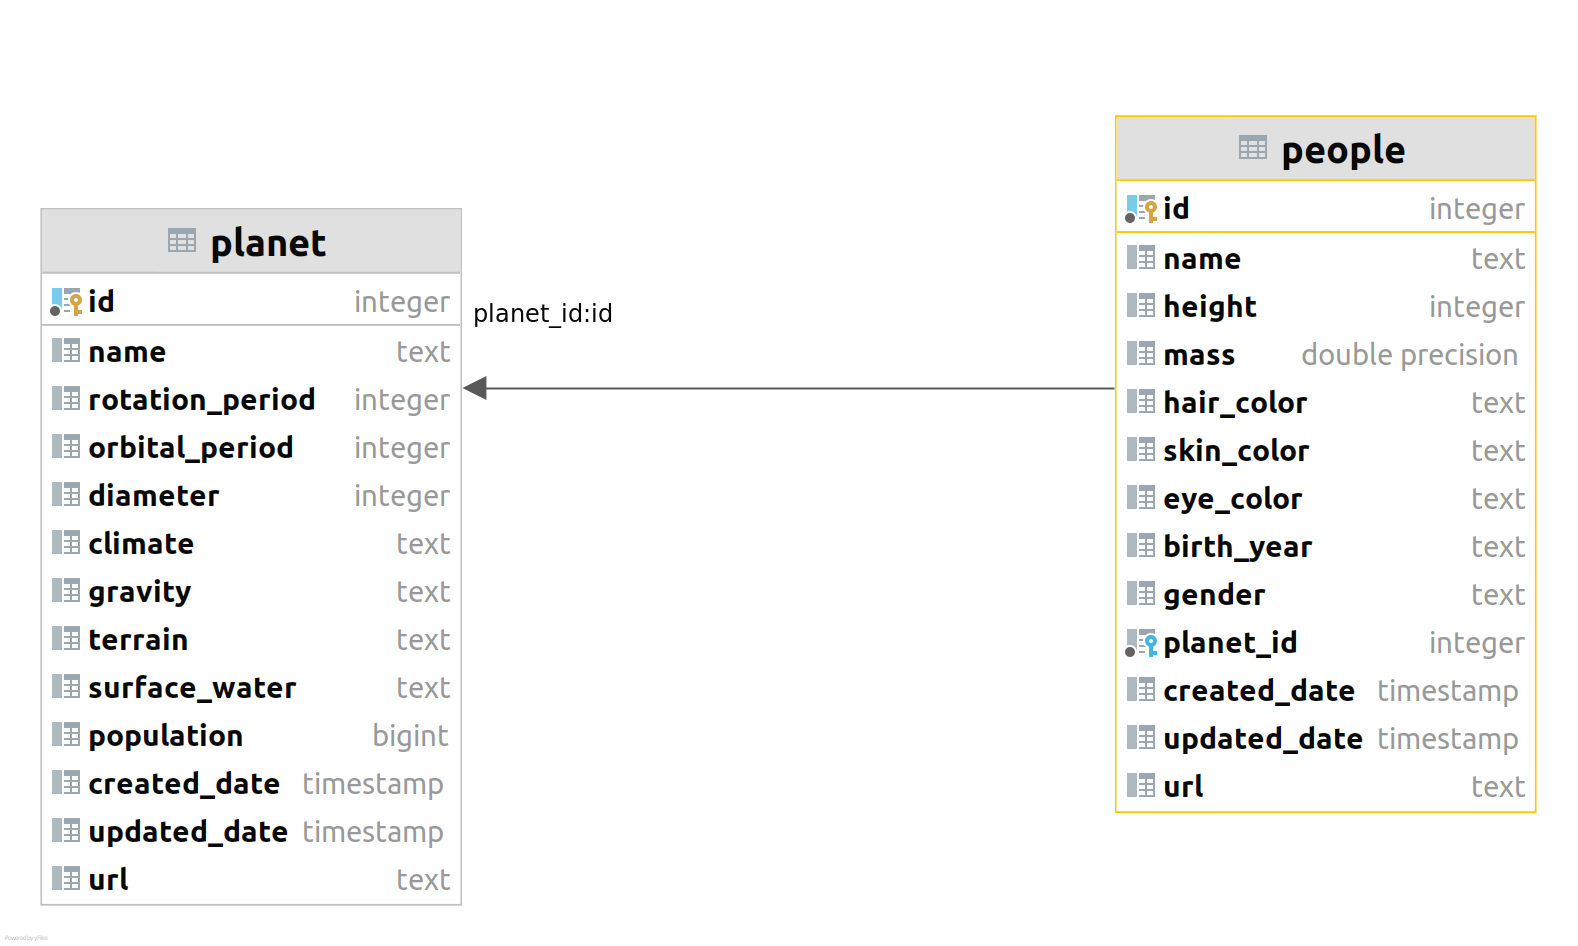 planet
id integer
name text
rotation_period integer
orbital_period integer
diameter integer
climate text
gravity text
terrain text
surface_water text
population bigint
created_date timestamp
updated_date timestamp
url text
planet_id:id
people
id integer
name text
height integer
mass double precision
hair_color text
skin_color text
eye_color text
birth_year text
gender text
planet_id integer
created_date timestamp
updated_date timestamp
url text
Powered by yFiles